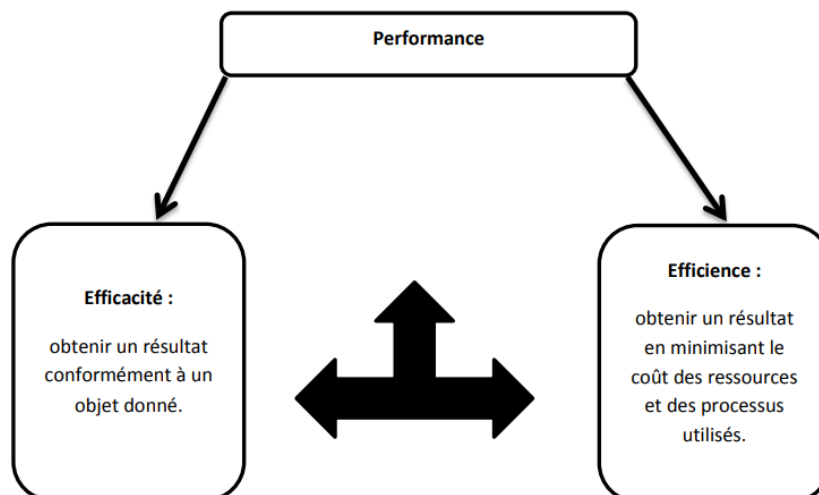 Performance
Efficacité :
obtenir un résultat
conformément à un
objet donné.
Efficience :
obtenir un résultat
en minimisant le
coût des ressources
et des processus
utilisés.